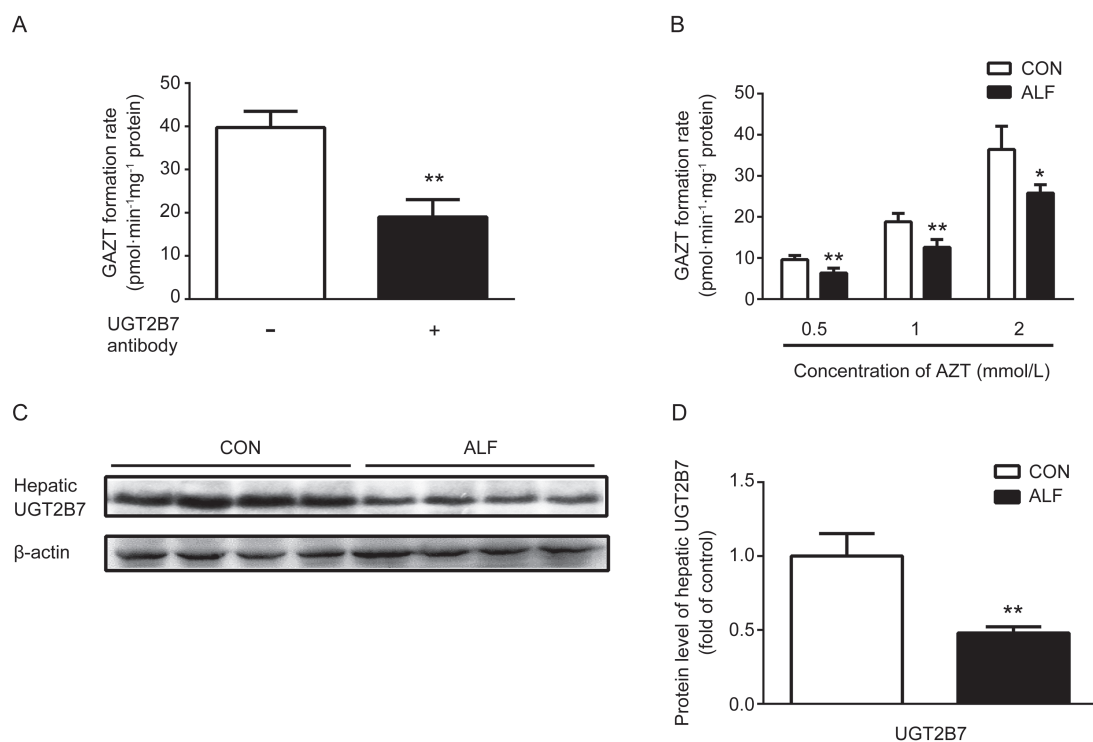 A
GAZT formation rate
(pmol·min⁻¹mg⁻¹ protein)
50
40
30
20
10
0
**
UGT2B7
antibody
-
+
B
CON
ALF
GAZT formation rate
(pmol·min⁻¹·mg⁻¹ protein)
50
40
30
20
10
0
**
**
*
0.5 1 2
Concentration of AZT (mmol/L)
C
CON ALF
Hepatic
UGT2B7
β-actin
D
CON
ALF
Protein level of hepatic UGT2B7
(fold of control)
1.5
1.0
0.5
0.0
**
UGT2B7